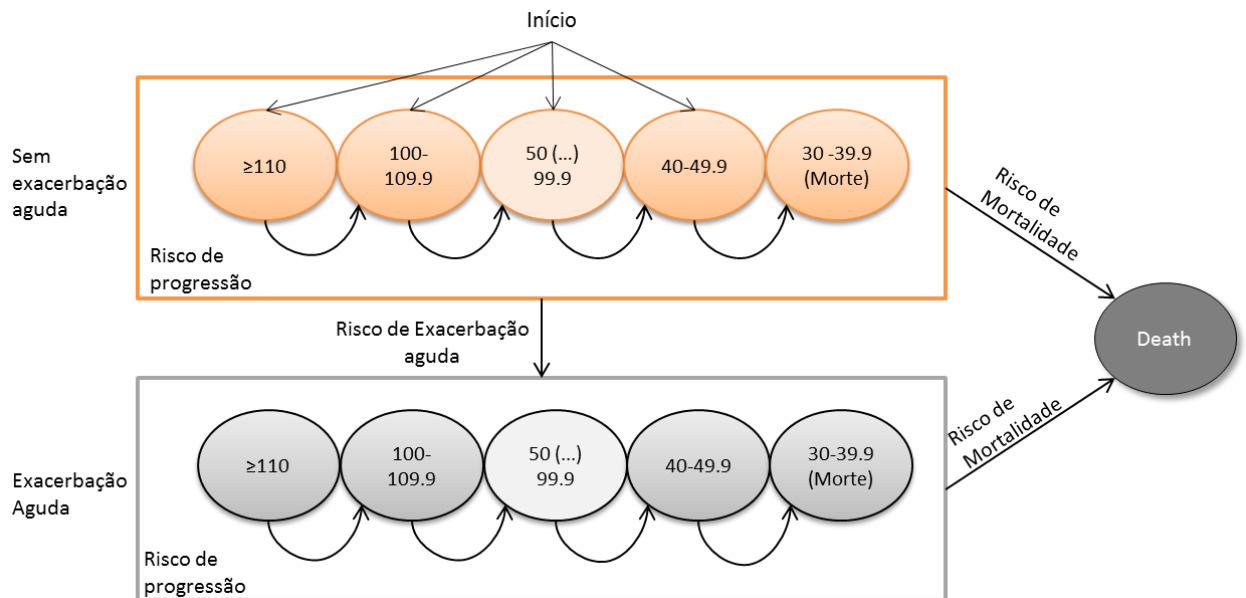 Início
Sem
exacerbação
aguda
≥110
100-
109.9
50 (...)
99.9
40-49.9
30 -39.9
(Morte)
Risco de
progressão
Risco de
Mortalidade
Risco de Exacerbação
aguda
Death
Exacerbação
Aguda
≥110
100-
109.9
50 (...)
99.9
40-49.9
30-39.9
(Morte)
Risco de
progressão
Risco de
Mortalidade